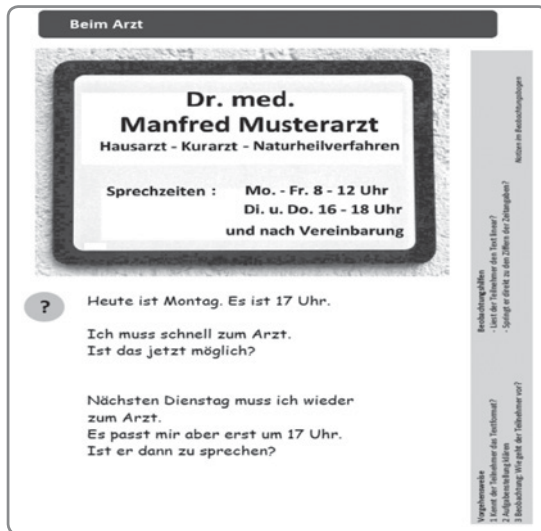 Beim Arzt
Dr. med.
Manfred Musterarzt
Hausarzt - Kurarzt - Naturheilverfahren
Sprechzeiten : Mo. - Fr. 8 - 12 Uhr
Di. u. Do. 16 - 18 Uhr
und nach Vereinbarung
?
Heute ist Montag. Es ist 17 Uhr.
Ich muss schnell zum Arzt.
Ist das jetzt möglich?
Nächsten Dienstag muss ich wieder
zum Arzt.
Es passt mir aber erst um 17 Uhr.
Ist er dann zu sprechen?
Vorgehensweise
1 Kennt der Teilnehmer das Textformat?
2 Aufgabenstellung klären
3 Beobachtung: Wie geht der Teilnehmer vor?
Beobachtungshilfen
- Liest der Teilnehmer den Text linear?
- Springt er direkt zu den Ziffern der Zeitangaben?
Notizen im Beobachtungsbogen